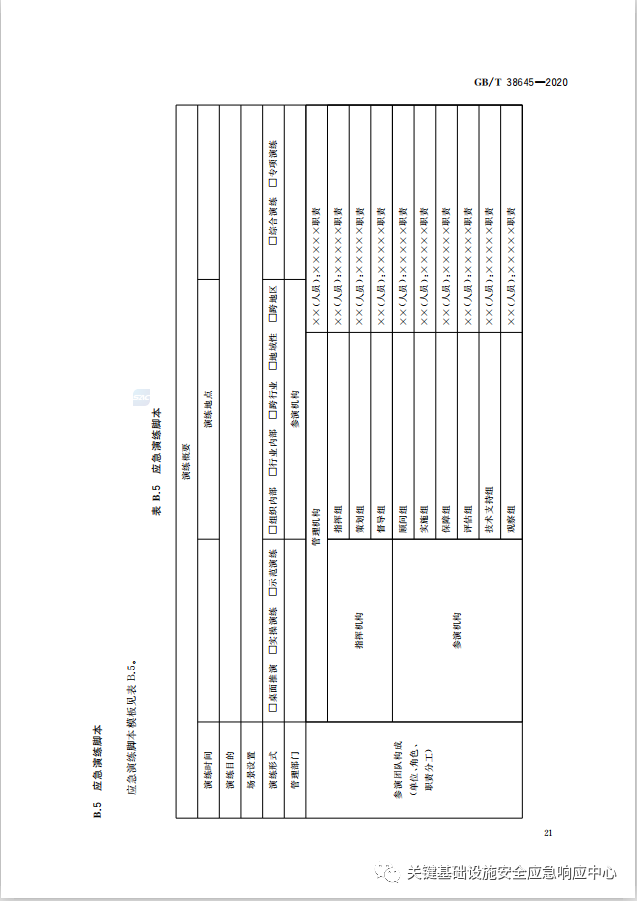 GB/T 38645—2020
B.5 应急演练脚本
应急演练脚本模板见表 B.5。
表 B.5 应急演练脚本
演练概要
演练时间 演练地点
演练目的
场景设置
演练形式 □桌面推演 □实操演练 □示范演练 □组织内部 □行业内部 □跨行业 □地域性 □跨地区 □综合演练 □专项演练
管理部门 参演机构
参演团队构成
(单位、角色、
职责分工)
管理机构 ××(人员):×××××职责
指挥机构
指挥组 ××(人员):×××××职责
策划组 ××(人员):×××××职责
督导组 ××(人员):×××××职责
参演机构
顾问组 ××(人员):×××××职责
实施组 ××(人员):×××××职责
保障组 ××(人员):×××××职责
评估组 ××(人员):×××××职责
技术支持组 ××(人员):×××××职责
观察组 ××(人员):×××××职责
21
关键基础设施安全应急响应中心